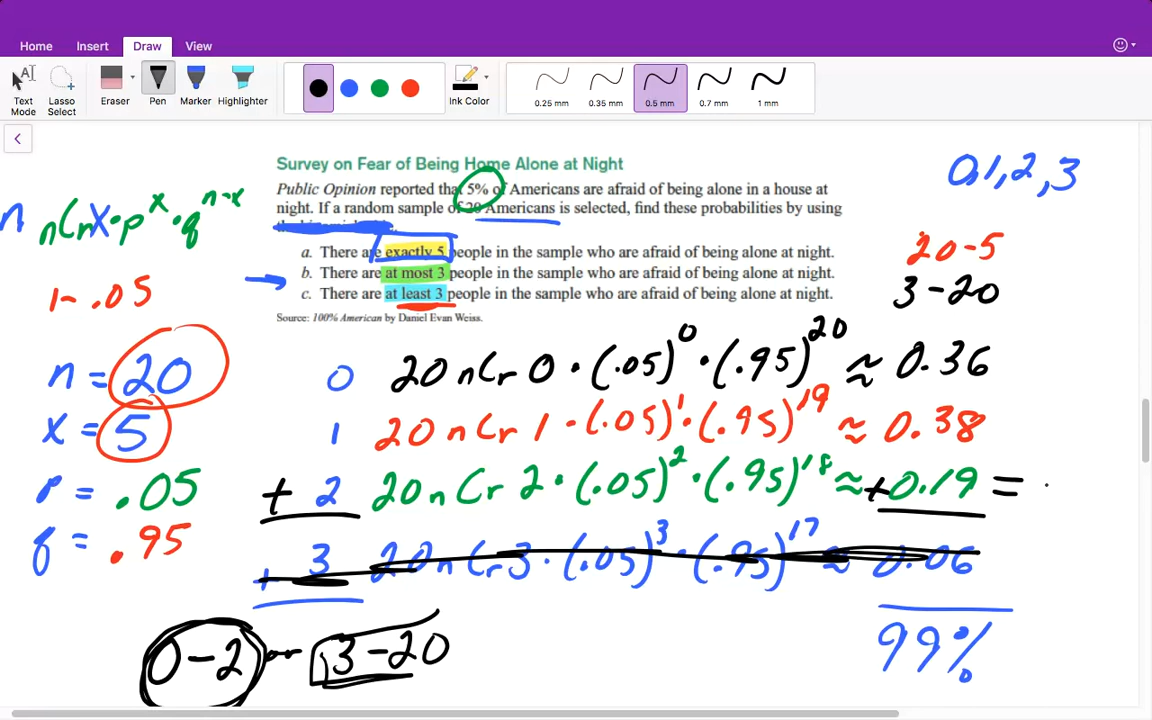 Home Insert Draw View
Text Mode
Lasso Select
Eraser
Pen
Marker
Highlighter
Ink Color
0.25 mm
0.35 mm
0.5 mm
0.7 mm
1 mm
Survey on Fear of Being Home Alone at Night
Public Opinion reported that 5% of Americans are afraid of being alone in a house at
night. If a random sample of 20 Americans is selected, find these probabilities by using
a. There are exactly 5 people in the sample who are afraid of being alone at night.
b. There are at most 3 people in the sample who are afraid of being alone at night.
c. There are at least 3 people in the sample who are afraid of being alone at night.
Source: 100% American by Daniel Evan Weiss.
0,1,2,3
n nCrX·p^x·q^n-x
20-5
1-.05
3-20
n = 20
0 20 nCr 0 · (.05)^0 · (.95)^20 ≈ 0.36
x = 5
1 20 nCr 1 · (.05)^1 · (.95)^19 ≈ 0.38
p = .05
+ 2 20 nCr 2 · (.05)^2 · (.95)^18 ≈ +0.19 =
q = .95
+ 3 20 nCr 3 · (.05)^3 · (.95)^17 ≈ 0.06
99%
0-2 or 3-20